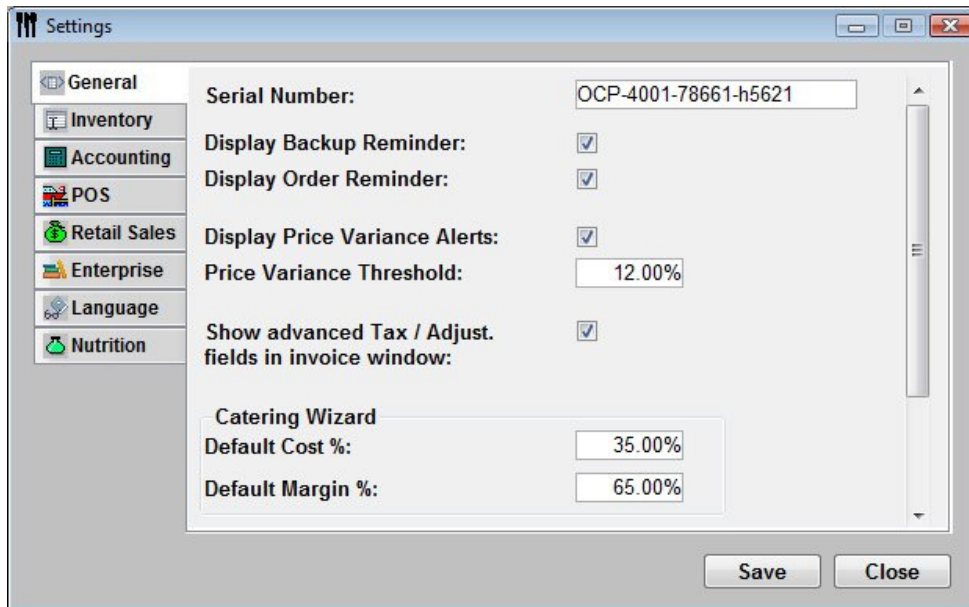 Settings
General
Inventory
Accounting
POS
Retail Sales
Enterprise
Language
Nutrition
Serial Number: OCP-4001-78661-h5621
Display Backup Reminder:
Display Order Reminder:
Display Price Variance Alerts:
Price Variance Threshold: 12.00%
Show advanced Tax / Adjust.
fields in invoice window:
Catering Wizard
Default Cost %: 35.00%
Default Margin %: 65.00%
Save Close